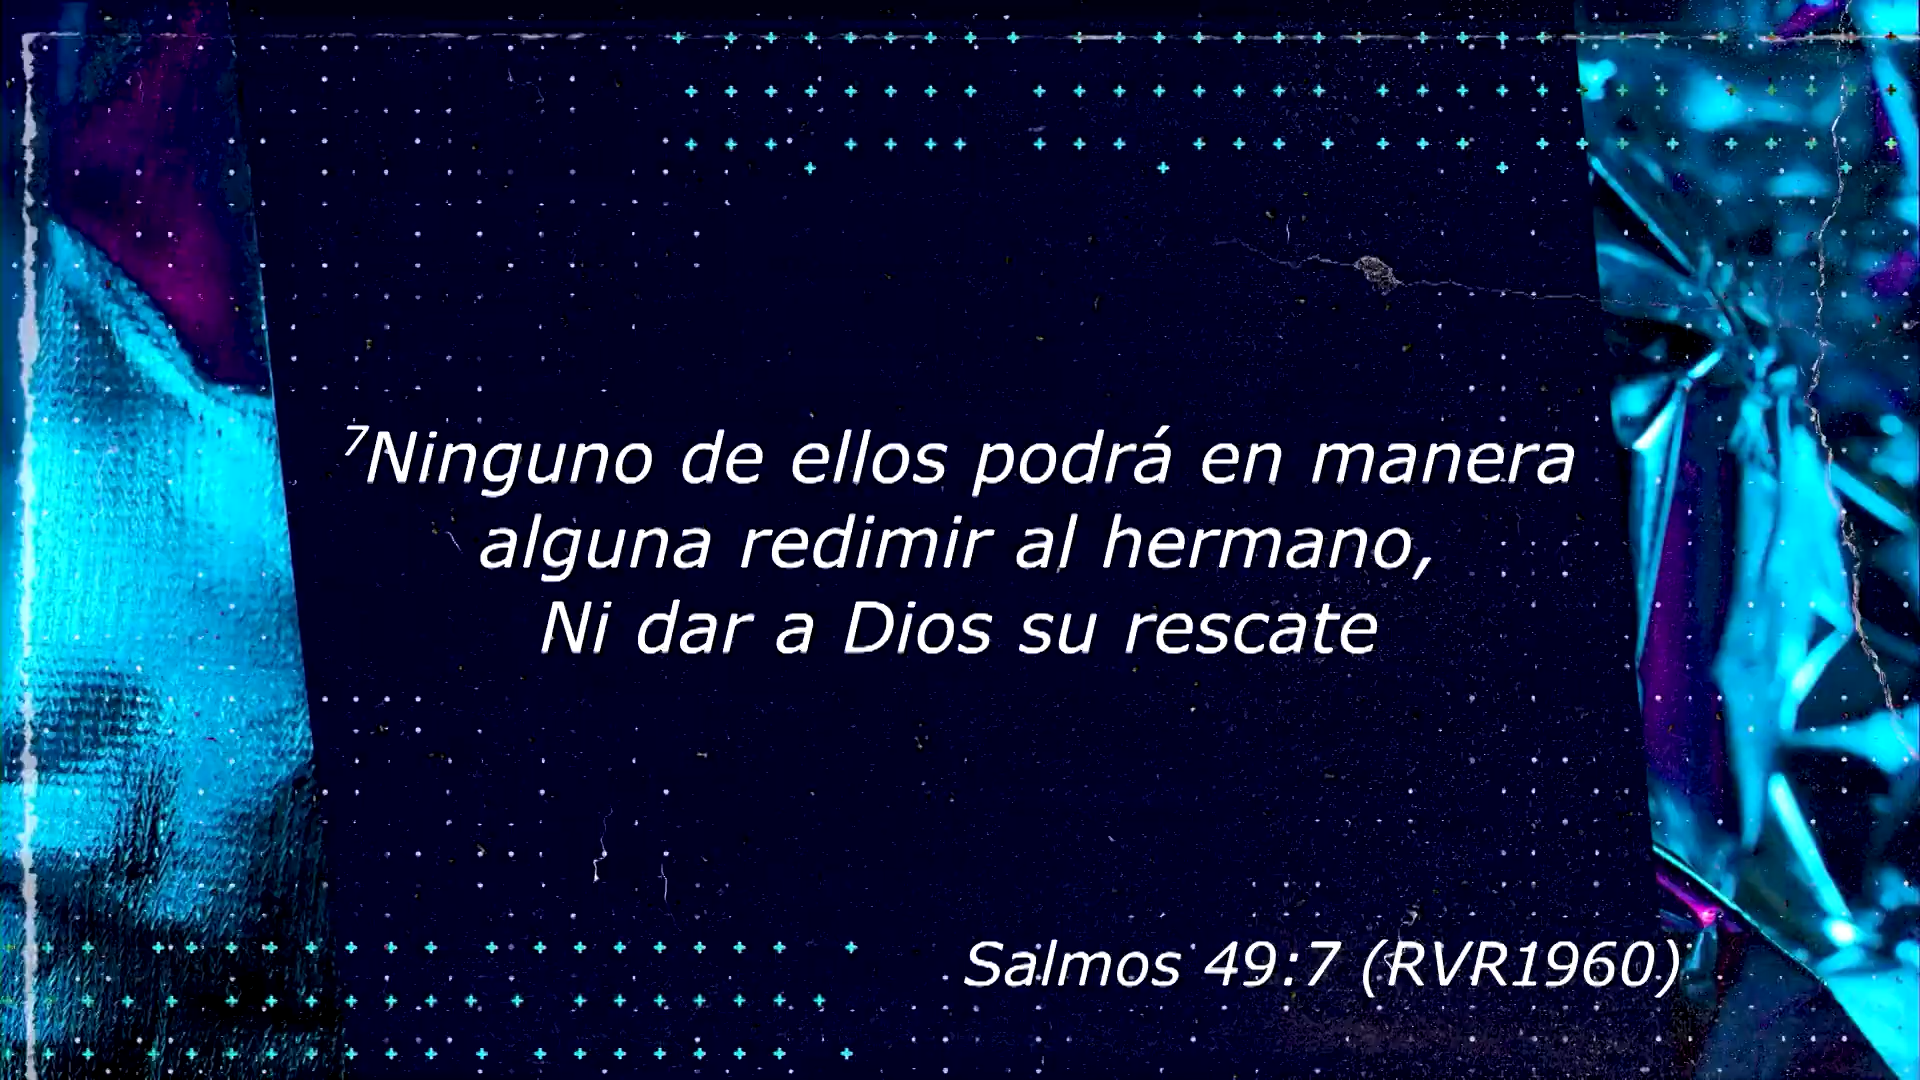 ⁷Ninguno de ellos podrá en manera
alguna redimir al hermano,
Ni dar a Dios su rescate
Salmos 49:7 (RVR1960)